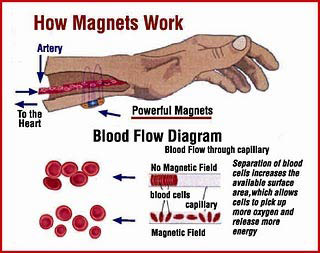 How Magnets Work
Artery
To the
Heart
Powerful Magnets
Blood Flow Diagram
Blood Flow through capillary
No Magnetic Field
blood cells
capillary
Magnetic Field
Separation of blood
cells increases the
available surface
area,which allows
cells to pick up
more oxygen and
release more
energy